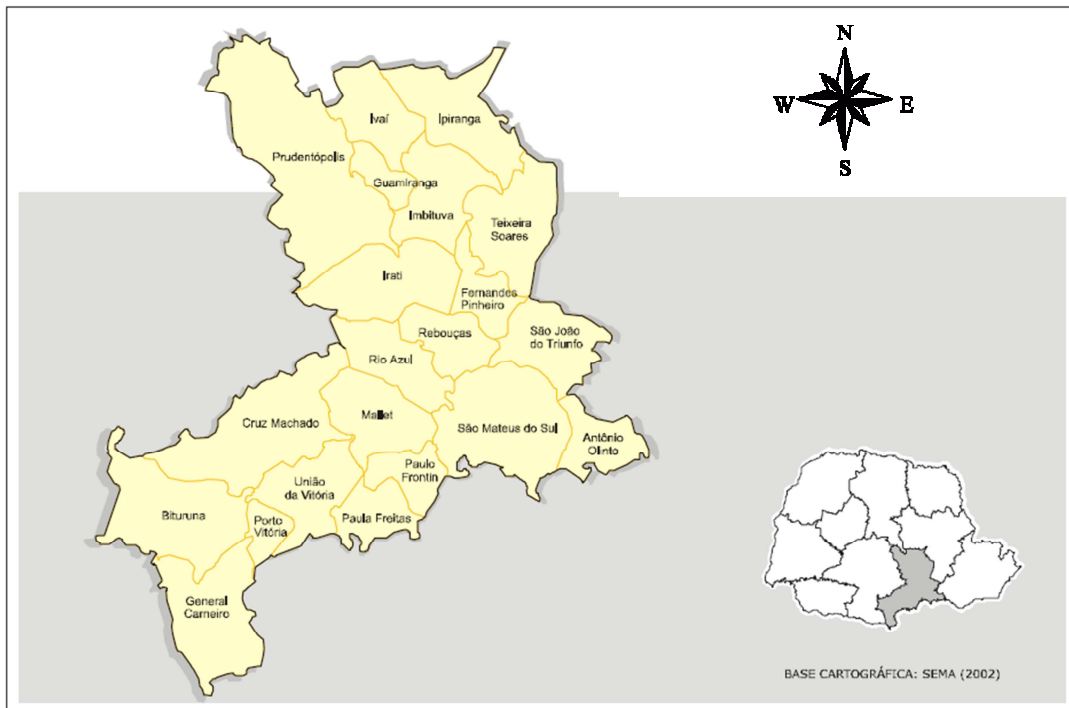 N
W
E
S
Ivaí
Ipiranga
Prudentópolis
Guamiranga
Imbituva
Teixeira
Soares
Irati
Fernandes
Pinheiro
Rebouças
São João
do Triunfo
Rio Azul
Mallet
Cruz Machado
São Mateus do Sul
Antônio
Olinto
Paulo
Frontin
União
da Vitória
Bituruna
Porto
Vitória
Paula Freitas
General
Carneiro
BASE CARTOGRÁFICA: SEMA (2002)